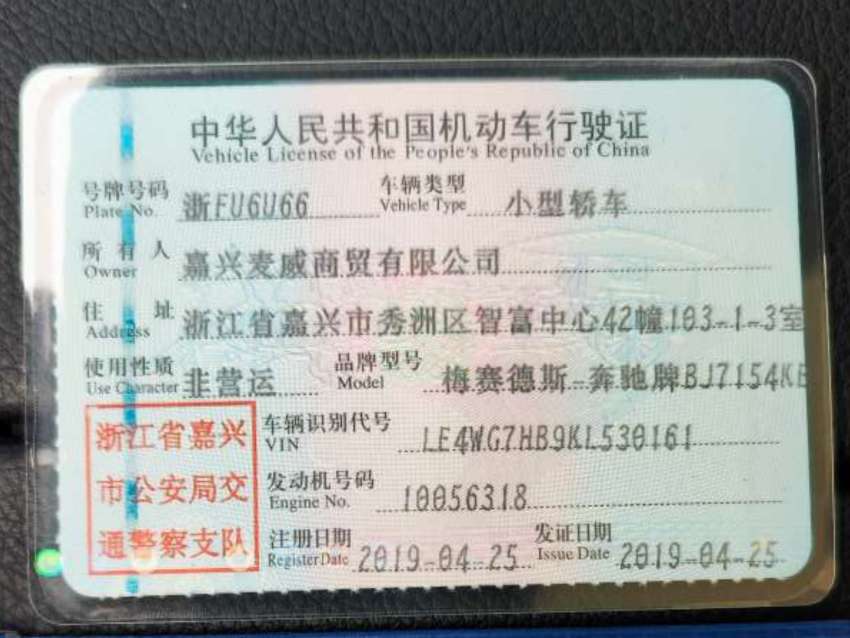 中华人民共和国机动车行驶证
Vehicle License of the People's Republic of China
号牌号码 浙FU6U66 车辆类型 小型轿车
Plate No. Vehicle Type
所有人 嘉兴麦威商贸有限公司
Owner
住址 浙江省嘉兴市秀洲区智富中心42幢103-1-3室
Address
使用性质 非营运 品牌型号 梅赛德斯-奔驰牌BJ7154KE
Use Character Model
浙江省嘉兴
市公安局交
通警察支队
车辆识别代号 LE4WG7HB9KL530161
VIN
发动机号码 10056318
Engine No.
注册日期 2019-04-25 发证日期 2019-04-25
Register Date Issue Date